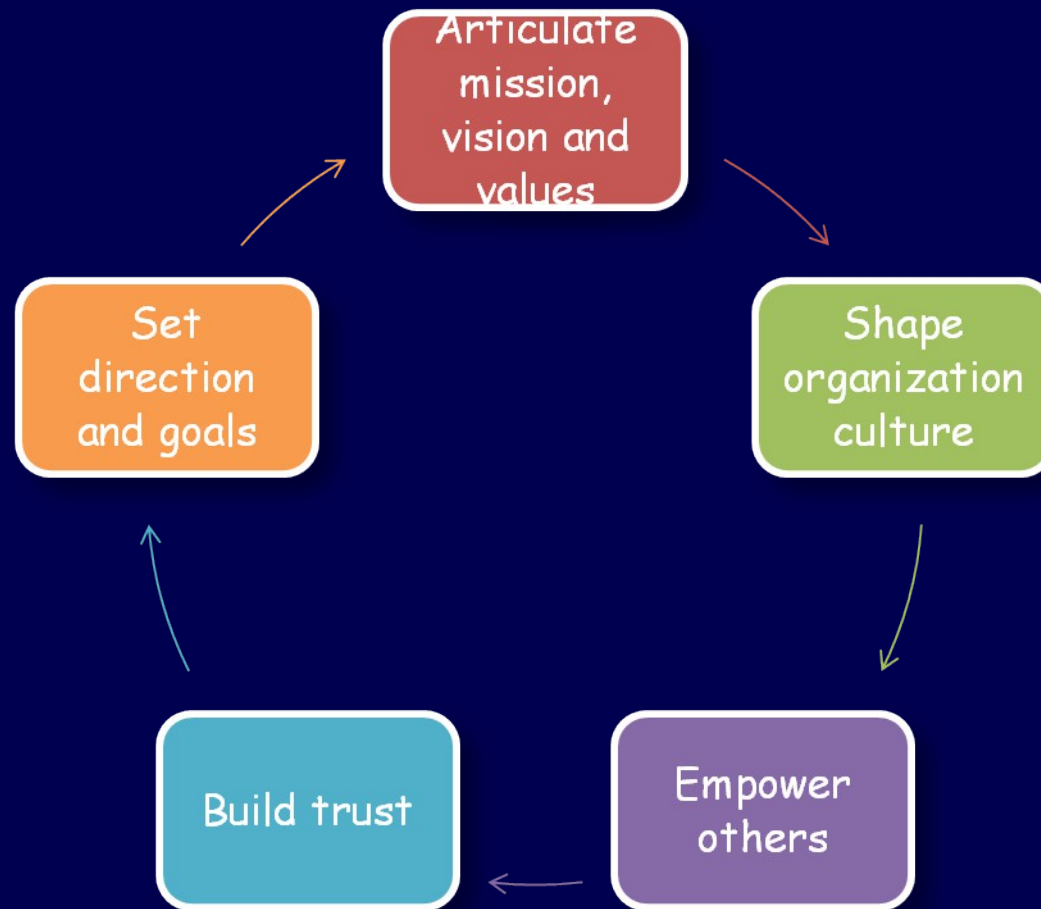 Articulate
mission,
vision and
values
Shape
organization
culture
Empower
others
Build trust
Set
direction
and goals